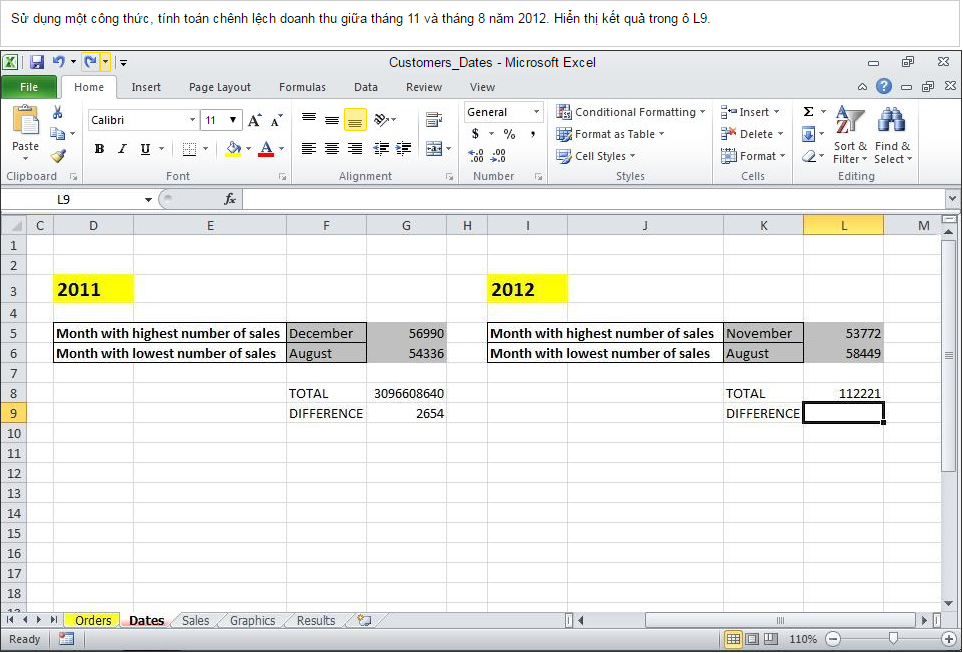 Sử dụng một công thức, tính toán chênh lệch doanh thu giữa tháng 11 và tháng 8 năm 2012. Hiển thị kết quả trong ô L9.
Customers_Dates - Microsoft Excel
File Home Insert Page Layout Formulas Data Review View
Paste
Calibri 11 A A
B I U A
General
$ % ,
.00 .00
Conditional Formatting
Format as Table
Cell Styles
Insert
Delete
Format
Σ
Sort & Filter
Find & Select
Clipboard Font Alignment Number Styles Cells Editing
L9 fx
C D E F G H I J K L M
1
2
3 2011 2012
4
5 Month with highest number of sales December 56990 Month with highest number of sales November 53772
6 Month with lowest number of sales August 54336 Month with lowest number of sales August 58449
7
8 TOTAL 3096608640 TOTAL 112221
9 DIFFERENCE 2654 DIFFERENCE
10
11
12
13
14
15
16
17
18
Orders Dates Sales Graphics Results
Ready 110%